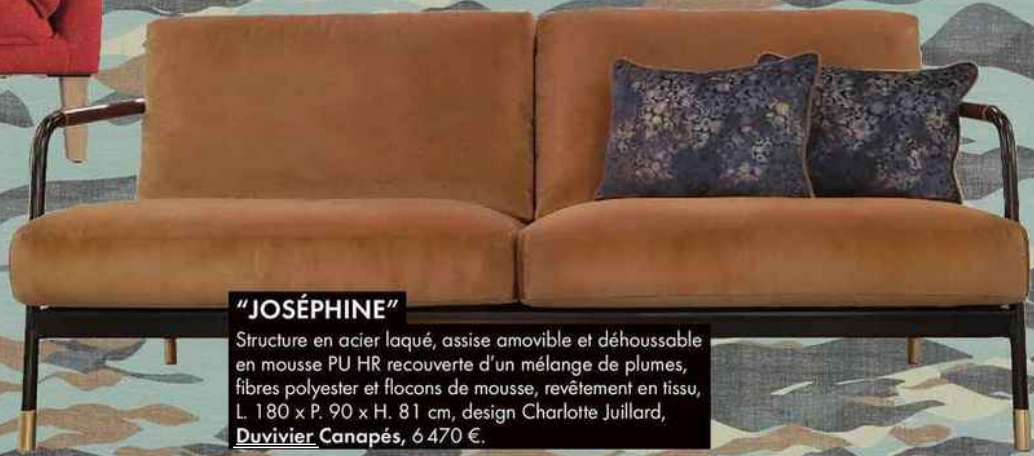 “JOSÉPHINE”
Structure en acier laqué, assise amovible et déhoussable
en mousse PU HR recouverte d’un mélange de plumes,
fibres polyester et flocons de mousse, revêtement en tissu,
L. 180 x P. 90 x H. 81 cm, design Charlotte Juillard,
Duvivier Canapés, 6 470 €.